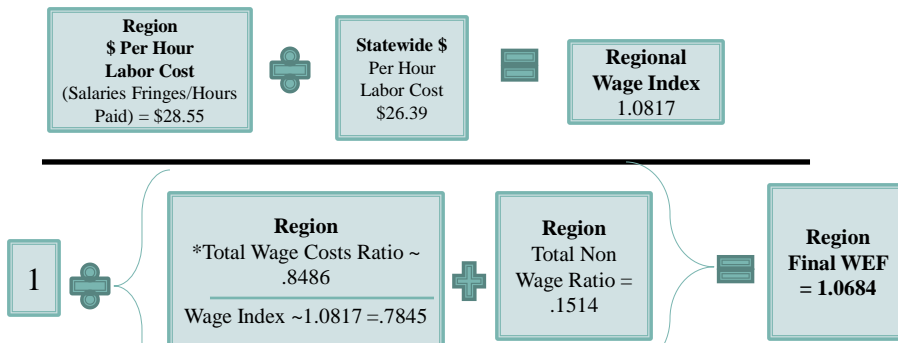 Region
$ Per Hour
Labor Cost
(Salaries Fringes/Hours
Paid) = $28.55
Statewide $
Per Hour
Labor Cost
$26.39
Regional
Wage Index
1.0817
1
Region
*Total Wage Costs Ratio ~
.8486
Wage Index ~1.0817 =.7845
Region
Total Non
Wage Ratio =
.1514
Region
Final WEF
= 1.0684